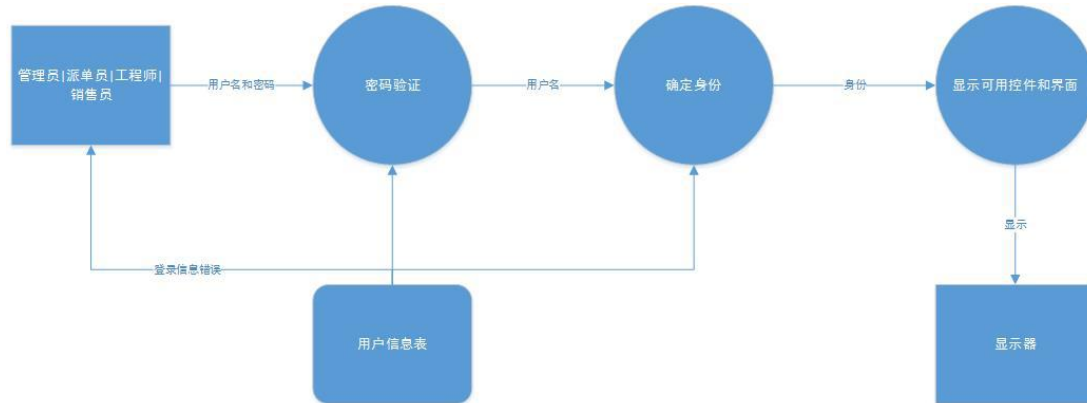 管理员|派单员|工程师|
销售员
用户名和密码
密码验证
用户名
确定身份
身份
显示可用控件和界面
显示
登录信息错误
用户信息表
显示器